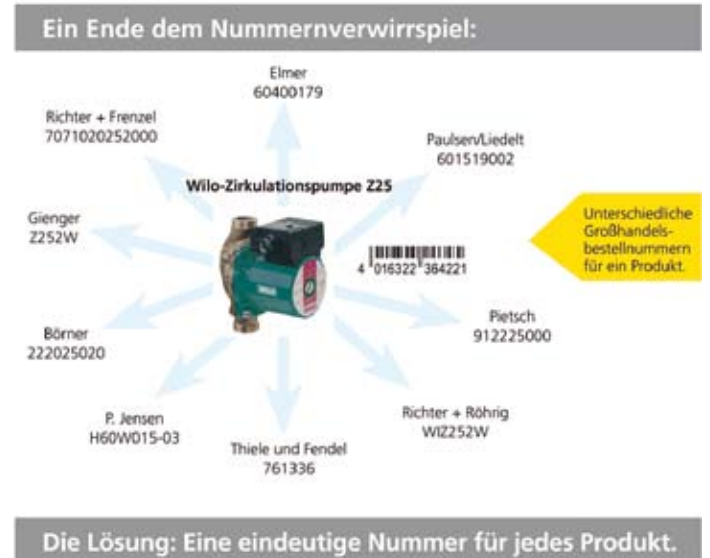 Ein Ende dem Nummernverwirrspiel:
Elmer
60400179
Richter + Frenzel
7071020252000
Paulsen/Liedelt
601519002
Wilo-Zirkulationspumpe Z25
Gienger
Z252W
Unterschiedliche
Großhandels-
bestellnummern
für ein Produkt.
4 016322 364221
Börner
222025020
Pietsch
912225000
P. Jensen
H60W015-03
Richter + Röhrig
WIZ252W
Thiele und Fendel
761336
Die Lösung: Eine eindeutige Nummer für jedes Produkt.